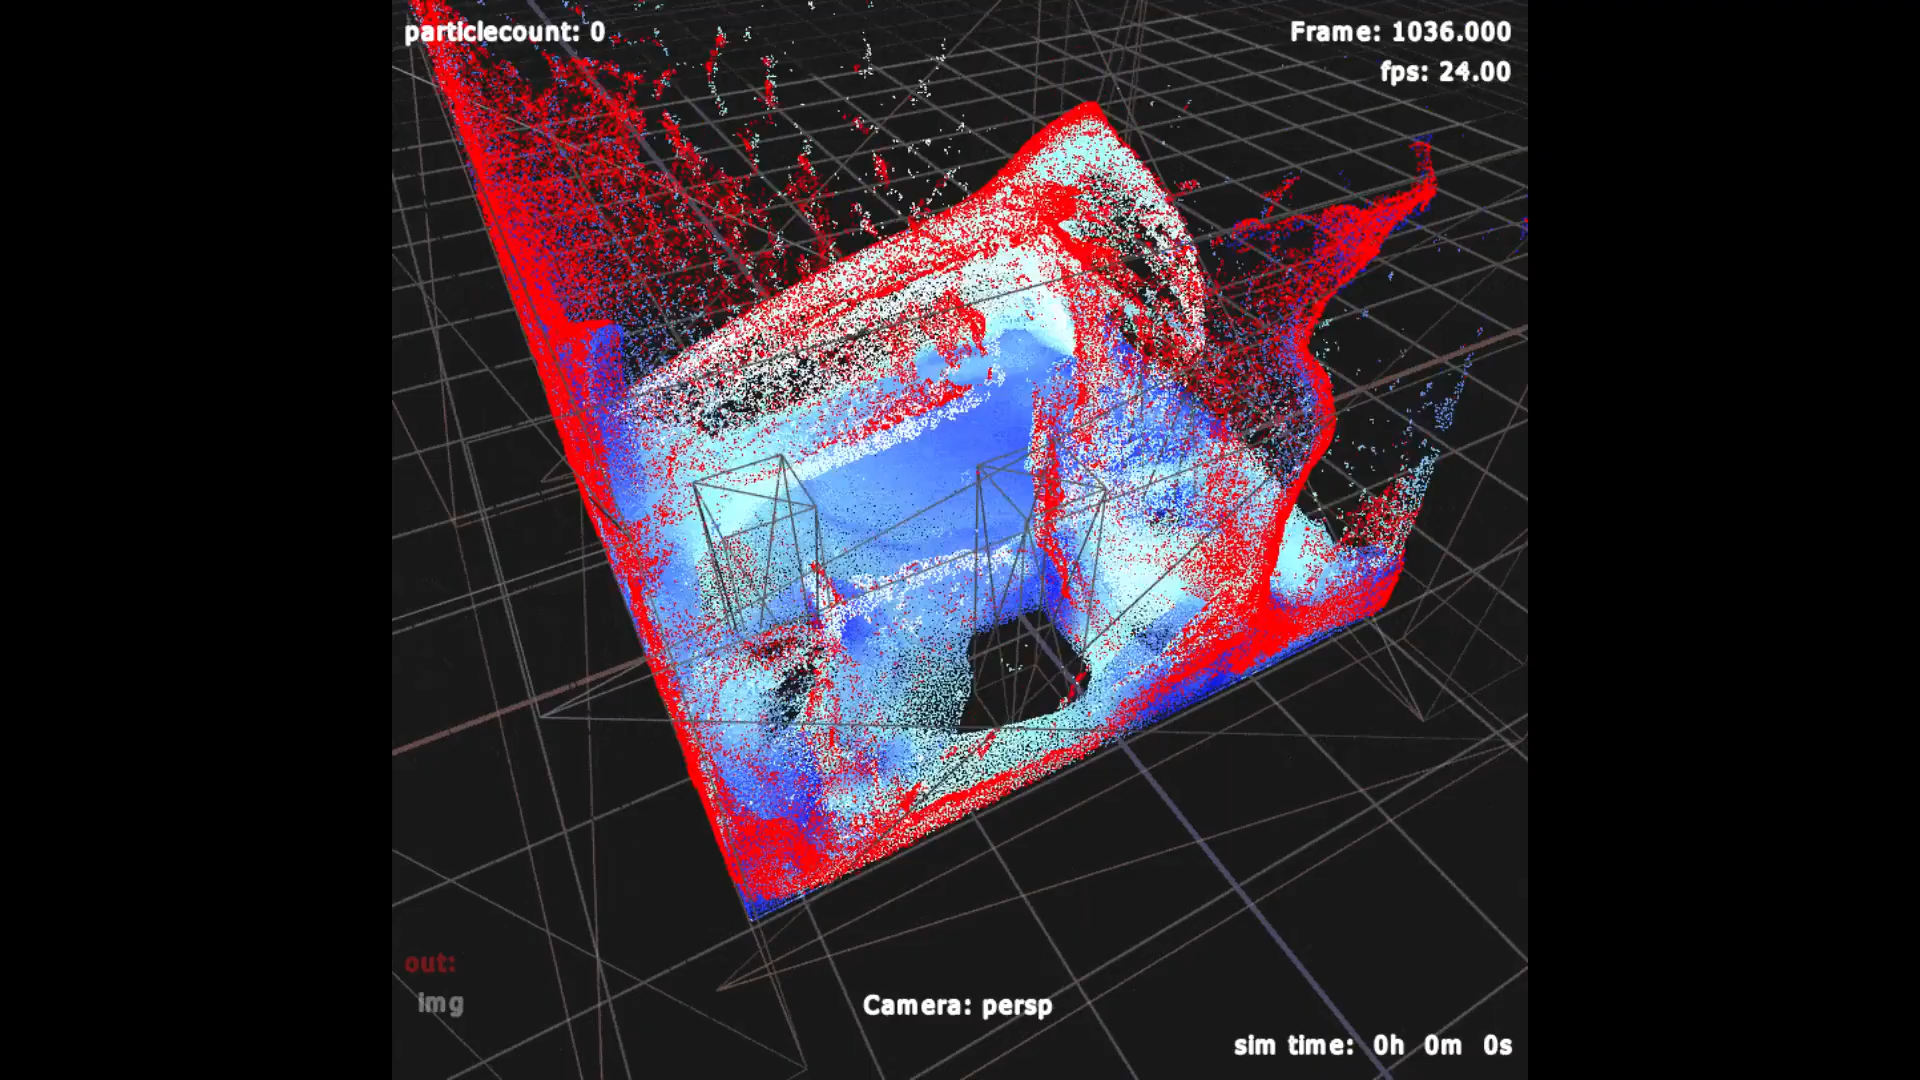 particlecount: 0
Frame: 1036.000
fps: 24.00
out:
img
Camera: persp
sim time: 0h 0m 0s